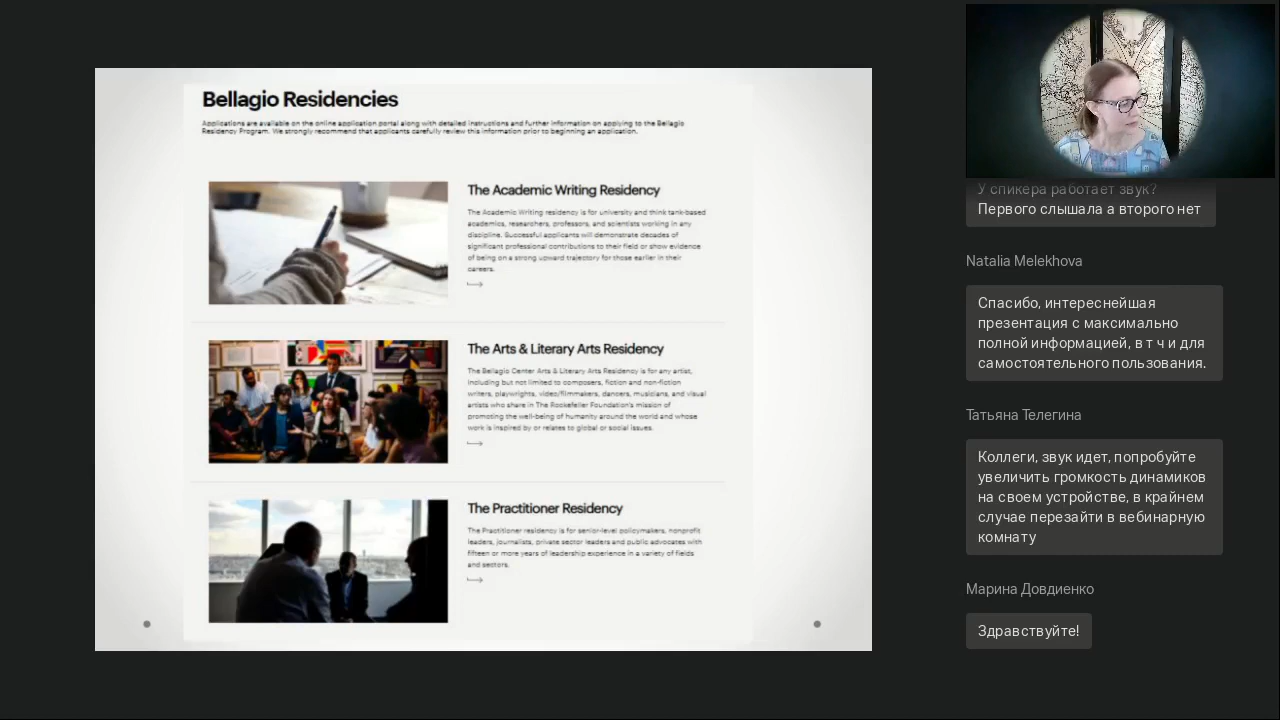 Bellagio Residencies
Applications are available on the online application portal along with detailed instructions and further information on applying to the Bellagio
Residency Program. We strongly recommend that applicants carefully review this information prior to beginning an application.
The Academic Writing Residency
The Academic Writing residency is for university and think tank-based
academics, researchers, professors, and scientists working in any
discipline. Successful applicants will demonstrate decades of
significant professional contributions to their field or show evidence
of being on a strong upward trajectory for those earlier in their
careers.
The Arts & Literary Arts Residency
The Bellagio Center Arts & Literary Arts Residency is for any artist,
including but not limited to composers, fiction and non-fiction
writers, playwrights, video/filmmakers, dancers, musicians, and visual
artists who share in The Rockefeller Foundation's mission of
promoting the well-being of humanity around the world and whose
work is inspired by or relates to global or social issues.
The Practitioner Residency
The Practitioner residency is for senior-level policymakers, nonprofit
leaders, journalists, private sector leaders and public advocates with
fifteen or more years of leadership experience in a variety of fields
and sectors.
У спикера работает звук?
Первого слышала а второго нет
Natalia Melekhova
Спасибо, интереснейшая
презентация с максимально
полной информацией, в т ч и для
самостоятельного пользования.
Татьяна Телегина
Коллеги, звук идет, попробуйте
увеличить громкость динамиков
на своем устройстве, в крайнем
случае перезайти в вебинарную
комнату
Марина Довдиенко
Здравствуйте!